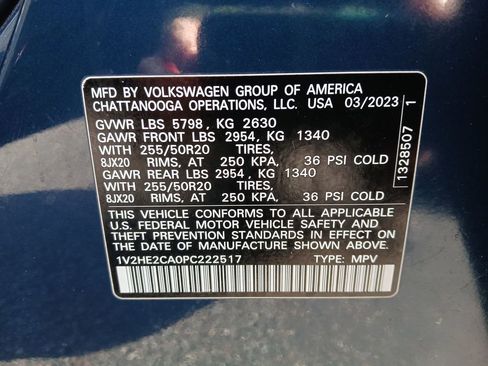 MFD BY VOLKSWAGEN GROUP OF AMERICA
CHATTANOOGA OPERATIONS, LLC. USA 03/2023
GVWR LBS 5798, KG 2630
GAWR FRONT LBS 2954, KG 1340
WITH 255/50R20 TIRES,
8JX20 RIMS, AT 250 KPA, 36 PSI COLD
GAWR REAR LBS 2954 , KG 1340
WITH 255/50R20 TIRES,
8JX20 RIMS, AT 250 KPA, 36 PSI COLD
THIS VEHICLE CONFORMS TO ALL APPLICABLE
U.S. FEDERAL MOTOR VEHICLE SAFETY AND
THEFT PREVENTION STANDARDS IN EFFECT ON
THE DATE OF MANUFACTURE SHOWN ABOVE.
1V2HE2CA0PC222517 TYPE: MPV
1328507 1